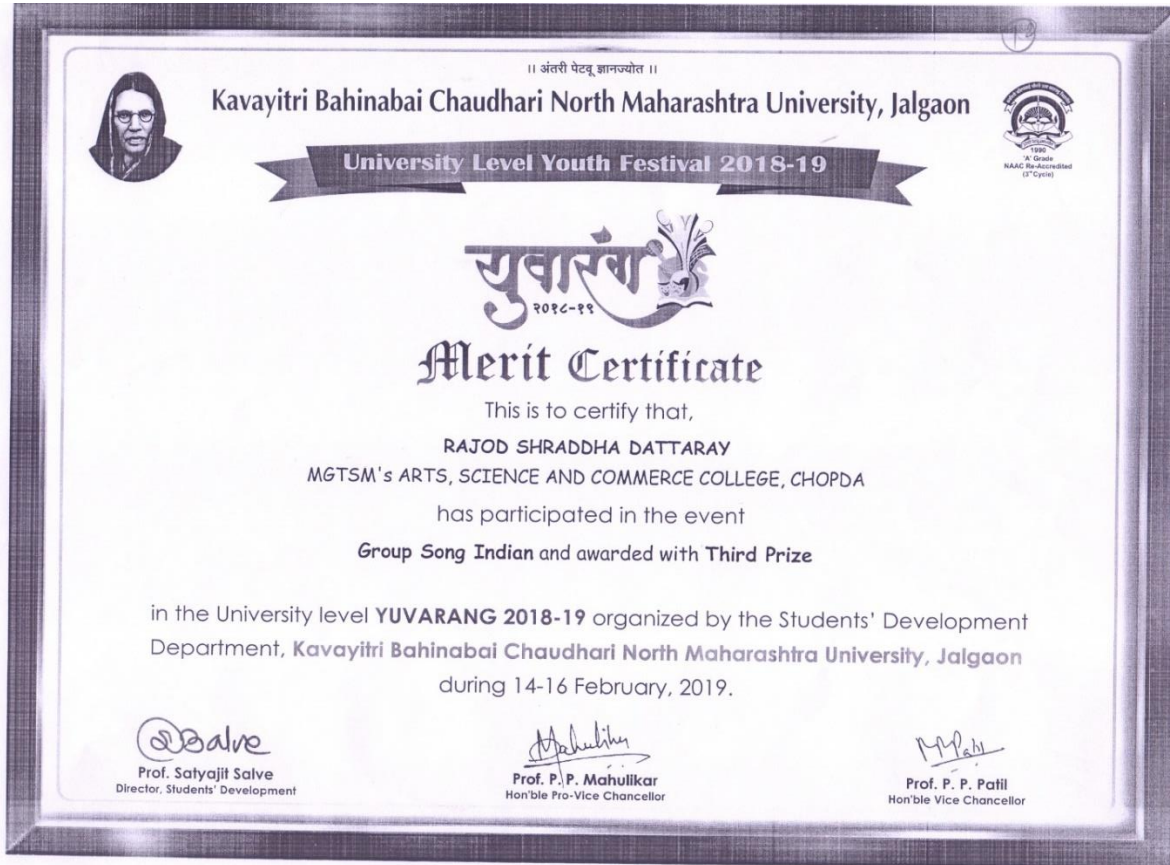 13
।। अंतरी पेटवू ज्ञानज्योत ।।
Kavayitri Bahinabai Chaudhari North Maharashtra University, Jalgaon
1990
'A' Grade
NAAC Re-Accredited
(3rd Cycle)
University Level Youth Festival 2018-19
युवारंग
२०१८-१९
Merit Certificate
This is to certify that,
RAJOD SHRADDHA DATTARAY
MGTSM's ARTS, SCIENCE AND COMMERCE COLLEGE, CHOPDA
has participated in the event
Group Song Indian and awarded with Third Prize
in the University level YUVARANG 2018-19 organized by the Students' Development
Department, Kavayitri Bahinabai Chaudhari North Maharashtra University, Jalgaon
during 14-16 February, 2019.
Salve
Prof. Satyajit Salve
Director, Students' Development
Mahulikar
Prof. P. P. Mahulikar
Hon'ble Pro-Vice Chancellor
Prof. P. P. Patil
Hon'ble Vice Chancellor